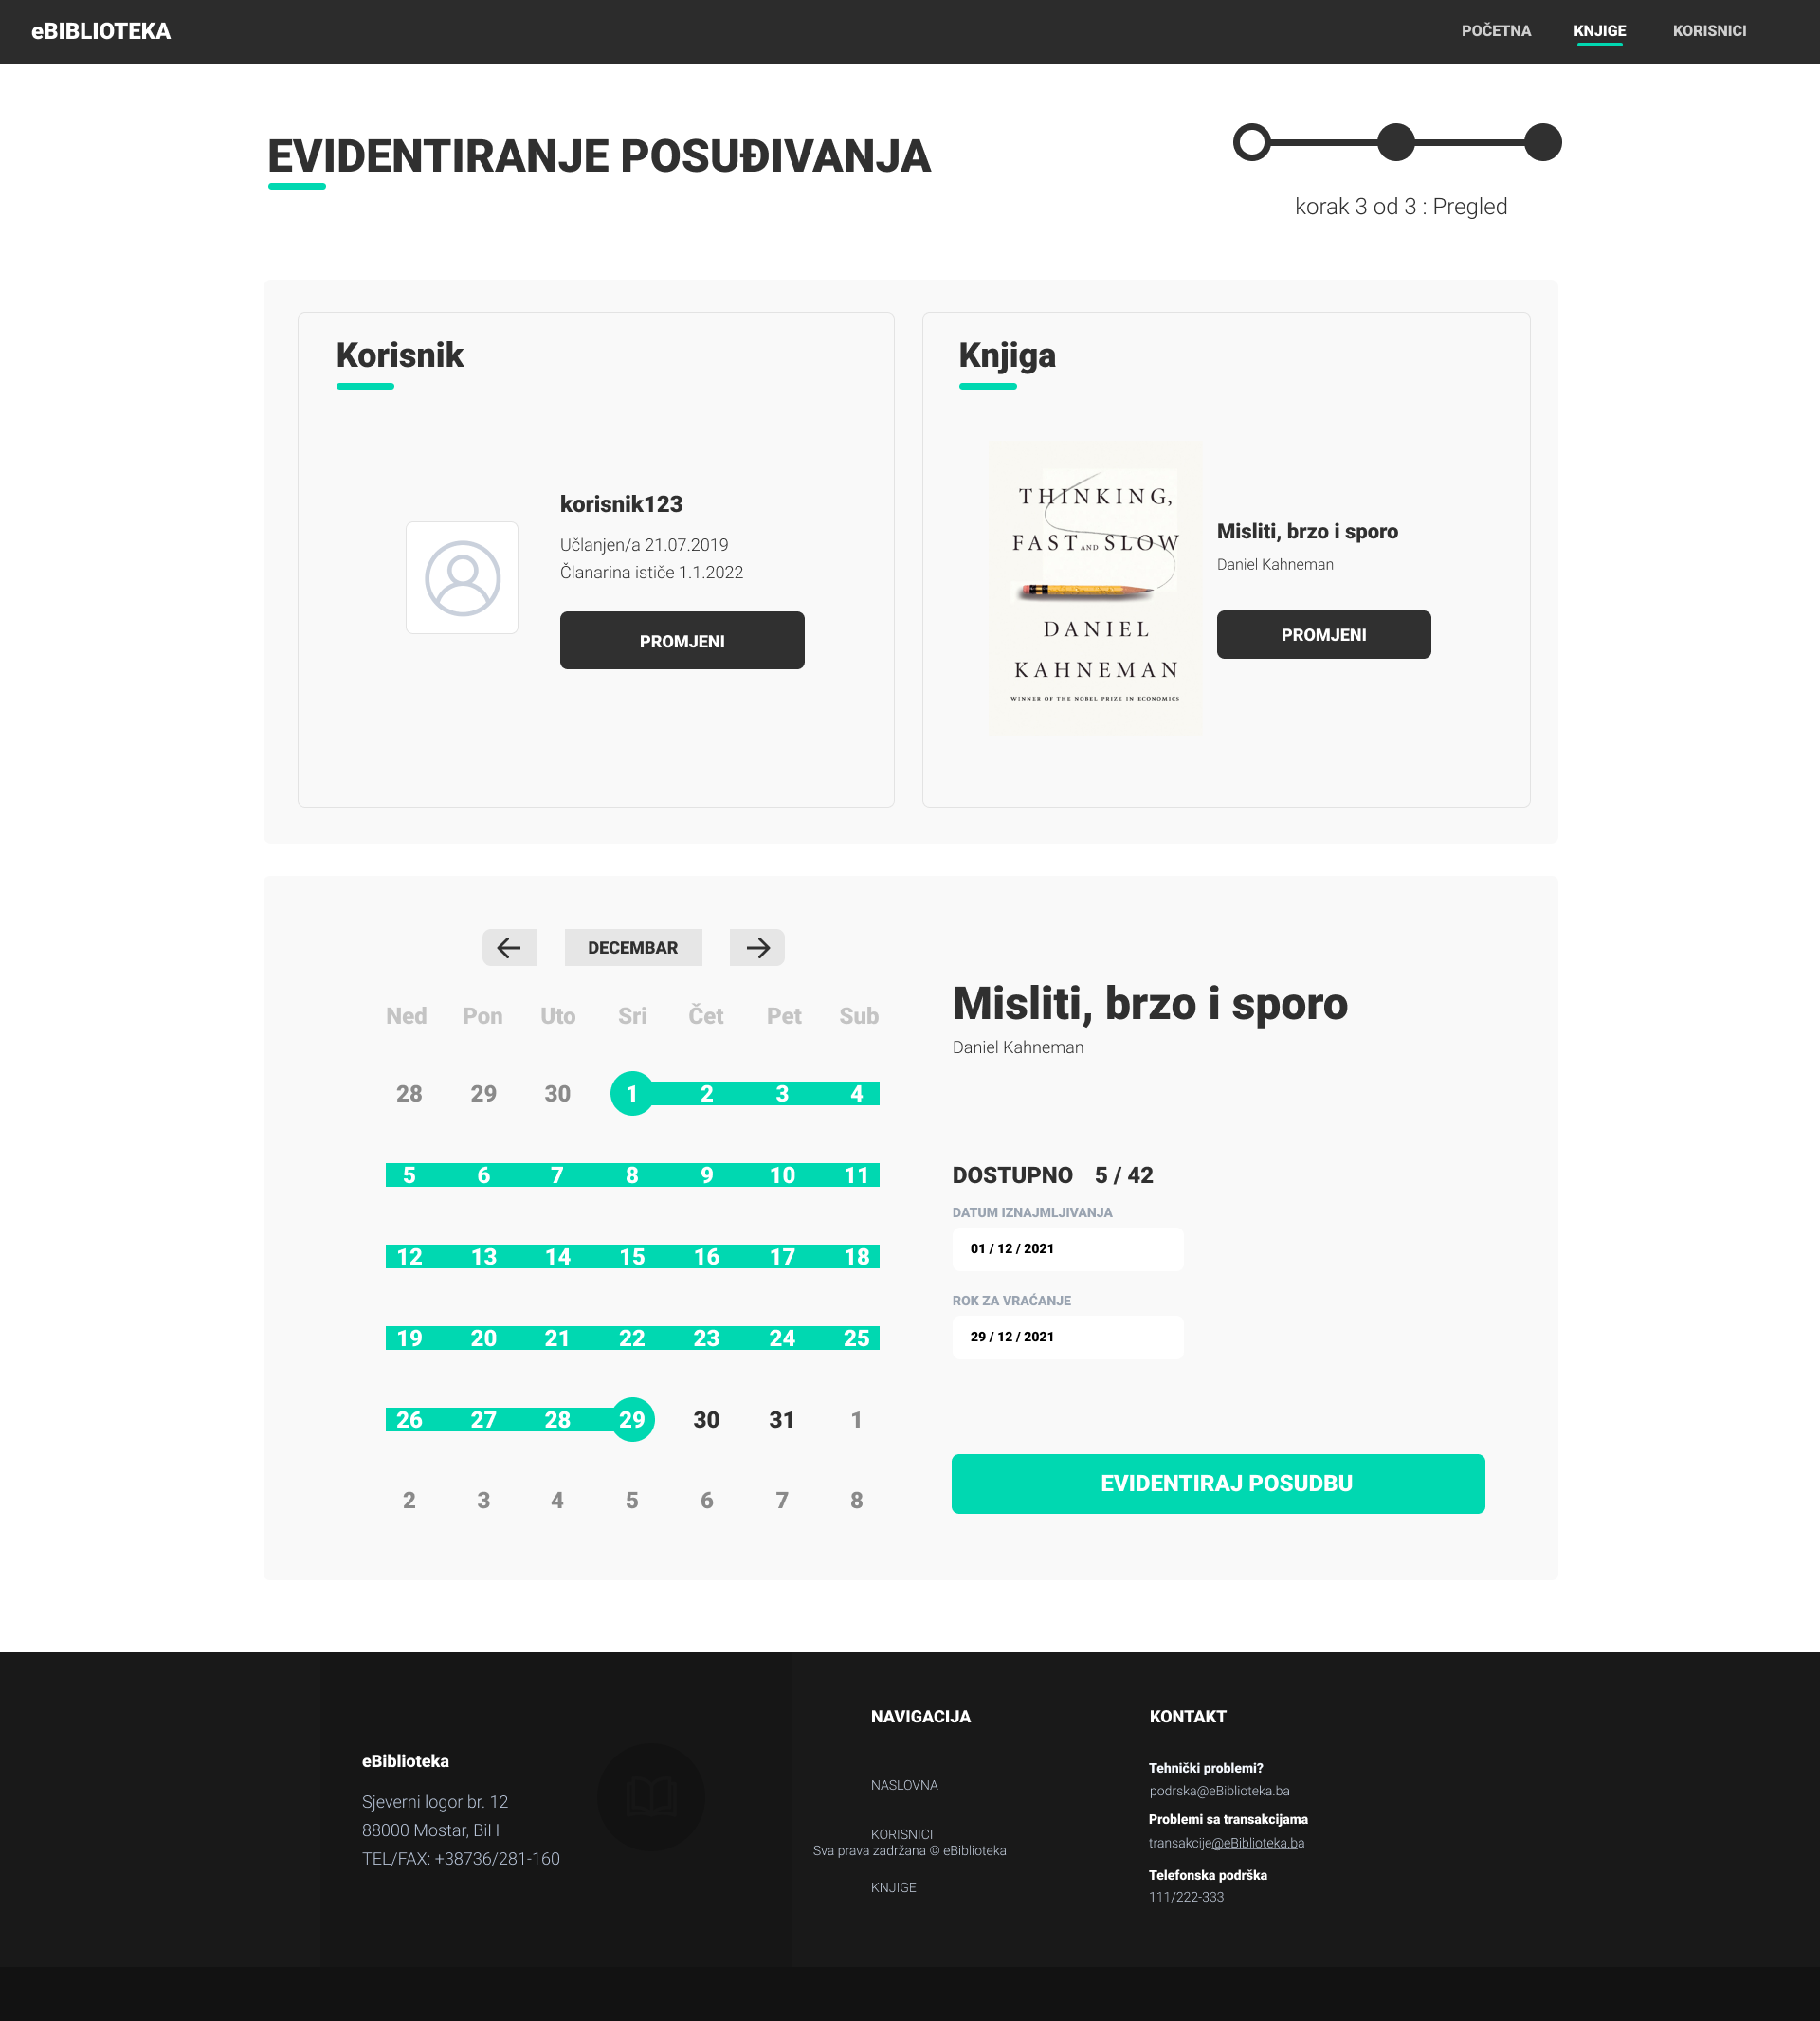 eBIBLIOTEKA
POČETNA KNJIGE KORISNICI
EVIDENTIRANJE POSUĐIVANJA
korak 3 od 3 : Pregled
Korisnik
korisnik123
Učlanjen/a 21.07.2019
Članarina ističe 1.1.2022
PROMJENI
Knjiga
THINKING,
FAST AND SLOW
DANIEL
KAHNEMAN
WINNER OF THE NOBEL PRIZE IN ECONOMICS
Misliti, brzo i sporo
Daniel Kahneman
PROMJENI
DECEMBAR
Ned Pon Uto Sri Čet Pet Sub
28 29 30 1 2 3 4
5 6 7 8 9 10 11
12 13 14 15 16 17 18
19 20 21 22 23 24 25
26 27 28 29 30 31 1
2 3 4 5 6 7 8
Misliti, brzo i sporo
Daniel Kahneman
DOSTUPNO 5 / 42
DATUM IZNAJMLJIVANJA
01 / 12 / 2021
ROK ZA VRAĆANJE
29 / 12 / 2021
EVIDENTIRAJ POSUDBU
eBiblioteka
Sjeverni logor br. 12
88000 Mostar, BiH
TEL/FAX: +38736/281-160
NAVIGACIJA
NASLOVNA
KORISNICI
Sva prava zadržana © eBiblioteka
KNJIGE
KONTAKT
Tehnički problemi?
podrska@eBiblioteka.ba
Problemi sa transakcijama
transakcije@eBiblioteka.ba
Telefonska podrška
111/222-333